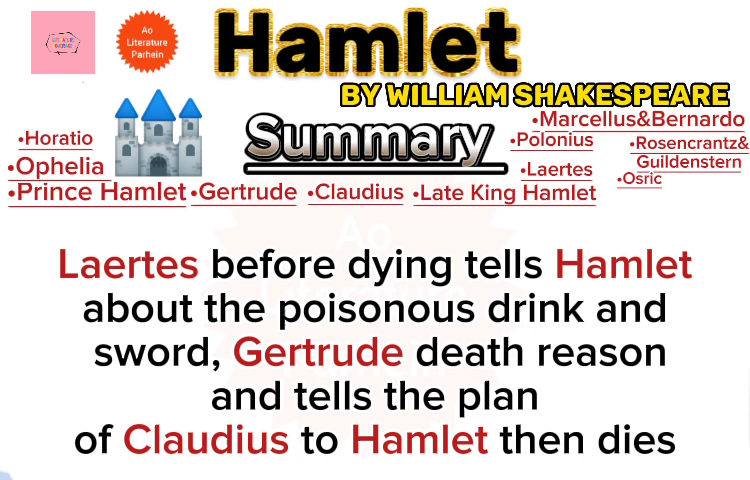 Ao
Literature
Parhein
Hamlet
BY WILLIAM SHAKESPEARE
Summary
•Horatio
•Ophelia
•Prince Hamlet
•Gertrude
•Claudius
•Late King Hamlet
•Marcellus&Bernardo
•Polonius
•Rosencrantz&
Guildenstern
•Laertes
•Osric
Laertes before dying tells Hamlet
about the poisonous drink and
sword, Gertrude death reason
and tells the plan
of Claudius to Hamlet then dies